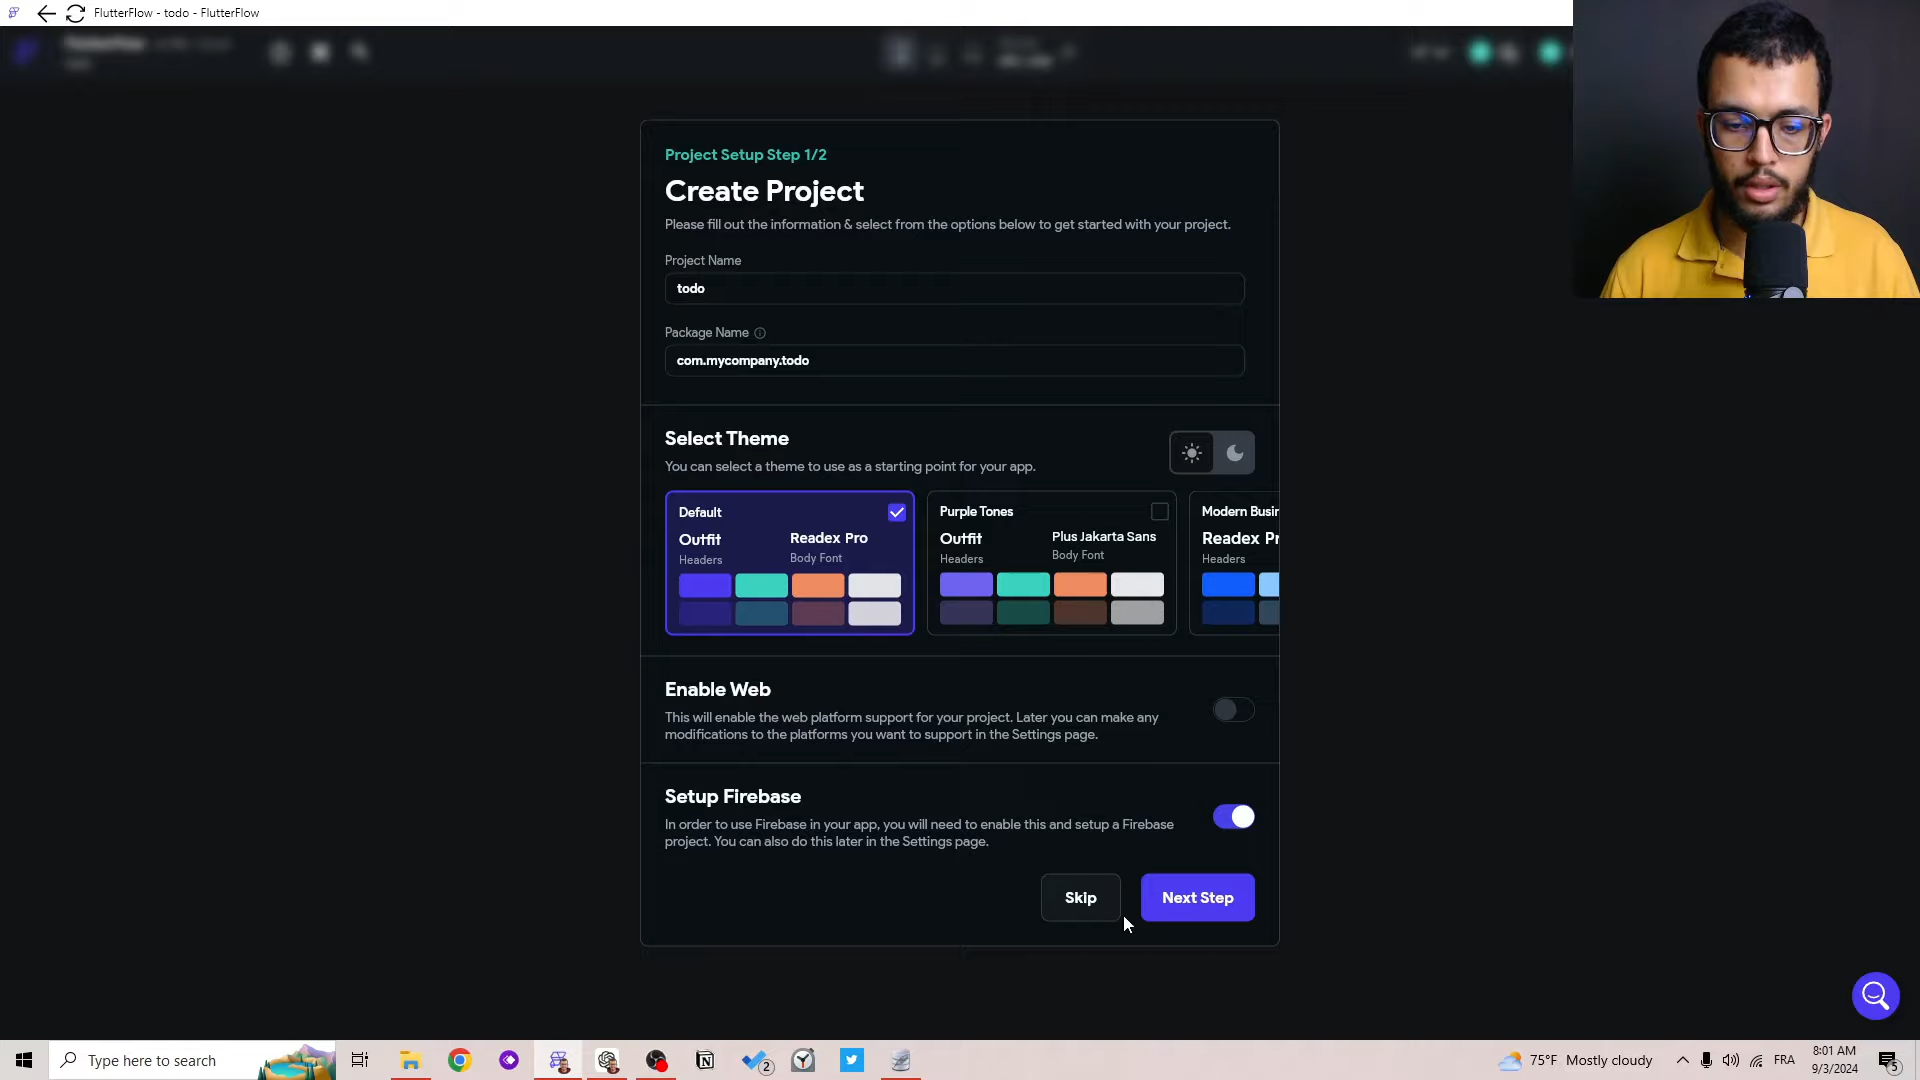 FlutterFlow - todo - FlutterFlow
Project Setup Step 1/2
Create Project
Please fill out the information & select from the options below to get started with your project.
Project Name
todo
Package Name
com.mycompany.todo
Select Theme
You can select a theme to use as a starting point for your app.
Default
Outfit
Readex Pro
Headers
Body Font
Purple Tones
Outfit
Plus Jakarta Sans
Headers
Body Font
Modern Busi
Readex Pr
Headers
Enable Web
This will enable the web platform support for your project. Later you can make any
modifications to the platforms you want to support in the Settings page.
Setup Firebase
In order to use Firebase in your app, you will need to enable this and setup a Firebase
project. You can also do this later in the Settings page.
Skip
Next Step
Type here to search
2
75°F Mostly cloudy
FRA
8:01 AM
9/3/2024
5